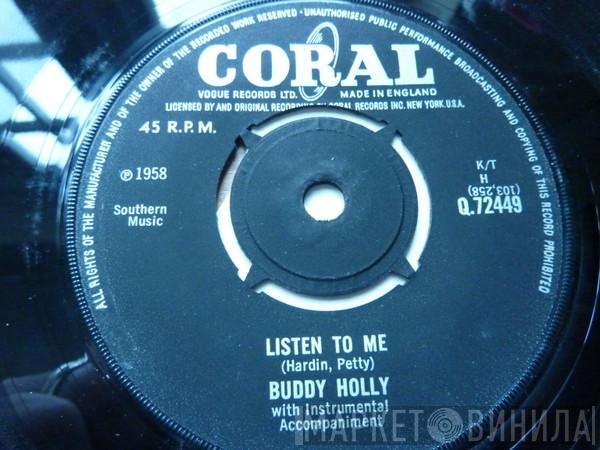 ALL RIGHTS OF THE MANUFACTURER AND OF THE OWNER OF THE RECORDED WORK RESERVED · UNAUTHORISED PUBLIC PERFORMANCE BROADCASTING AND COPYING OF THIS RECORD PROHIBITED
CORAL
VOGUE RECORDS LTD. MADE IN ENGLAND
LICENSED BY AND ORIGINAL RECORDING BY CORAL RECORDS INC. NEW YORK. U.S.A.
45 R.P.M.
℗1958
Southern
Music
K/T
H
(103,258)
Q.72449
LISTEN TO ME
(Hardin, Petty)
BUDDY HOLLY
with Instrumental
Accompaniment
МАРКЕТ ВИНИЛА